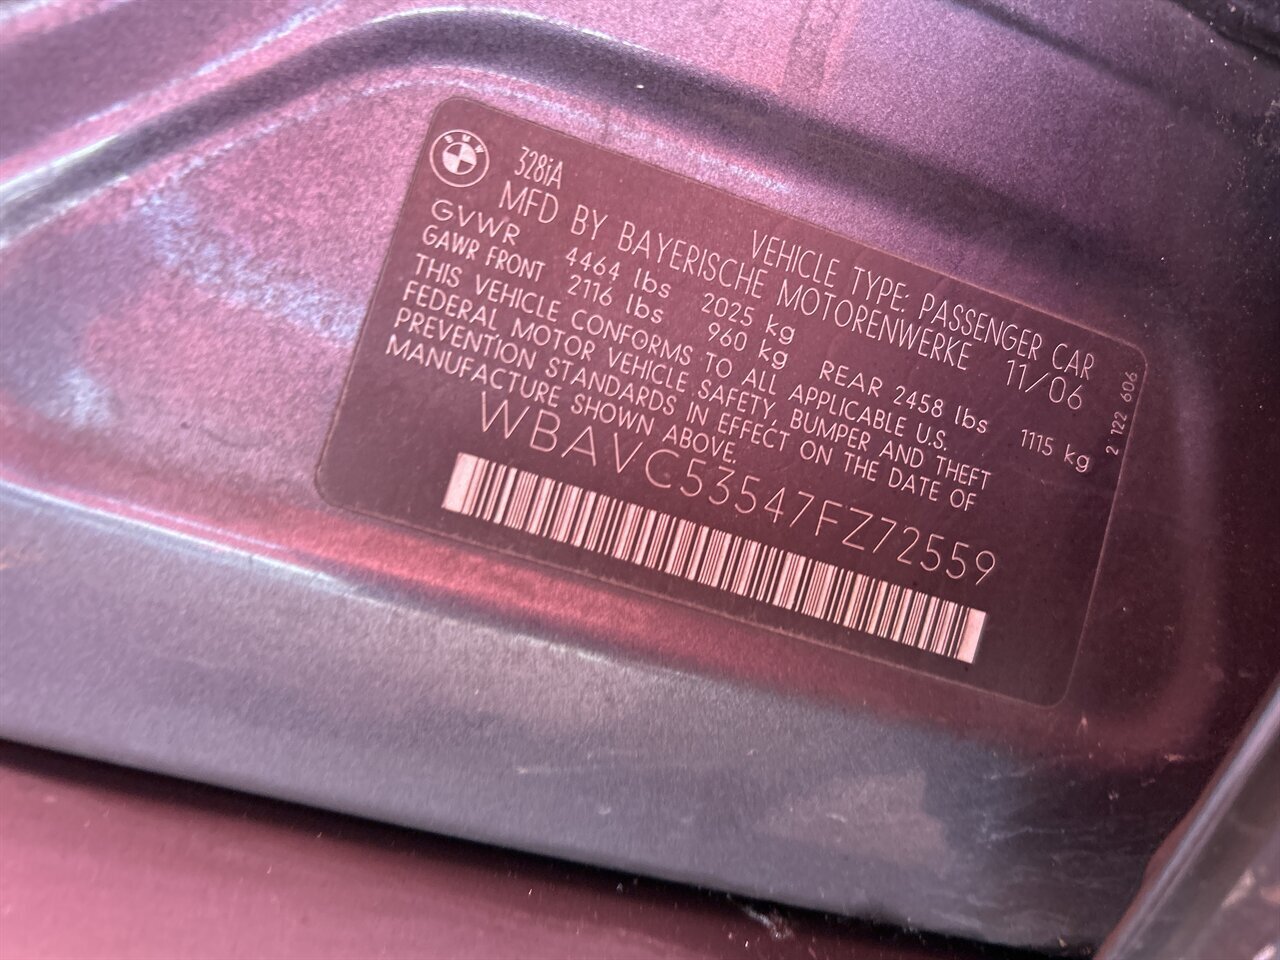 BMW
328iA
VEHICLE TYPE: PASSENGER CAR
MFD BY BAYERISCHE MOTORENWERKE 11/06
GVWR 4464 lbs 2025 kg
GAWR FRONT 2116 lbs 960 kg REAR 2458 lbs 1115 kg
THIS VEHICLE CONFORMS TO ALL APPLICABLE U.S.
FEDERAL MOTOR VEHICLE SAFETY, BUMPER AND THEFT
PREVENTION STANDARDS IN EFFECT ON THE DATE OF
MANUFACTURE SHOWN ABOVE.
WBAVC53547FZ72559
2 122 606